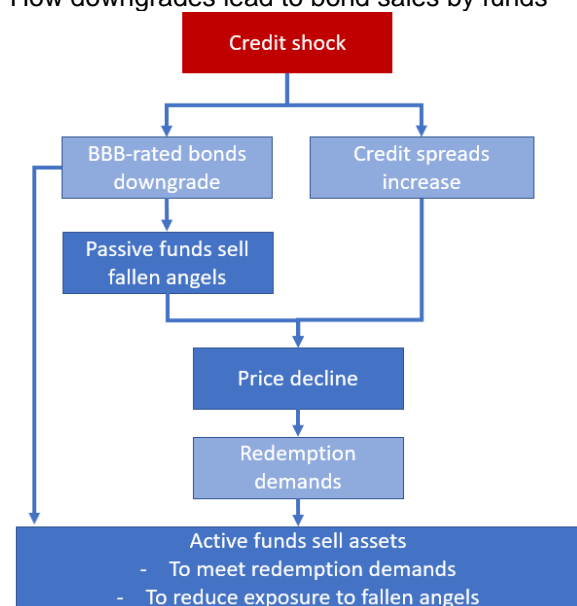 How downgrades lead to bond sales by funds
Credit shock
BBB-rated bonds
downgrade
Credit spreads
increase
Passive funds sell
fallen angels
Price decline
Redemption
demands
Active funds sell assets
- To meet redemption demands
- To reduce exposure to fallen angels